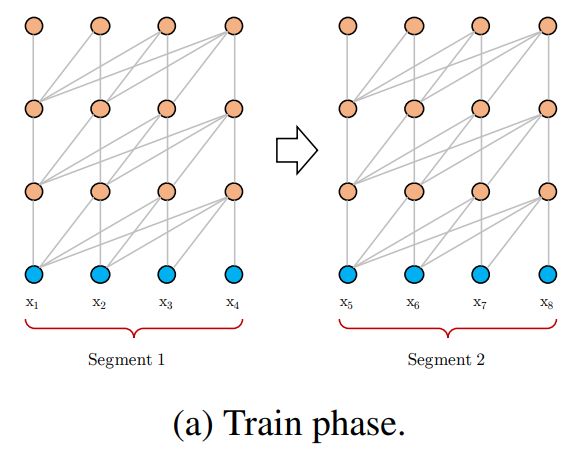 x₁ x₂ x₃ x₄ x₅ x₆ x₇ x₈
Segment 1 Segment 2
(a) Train phase.